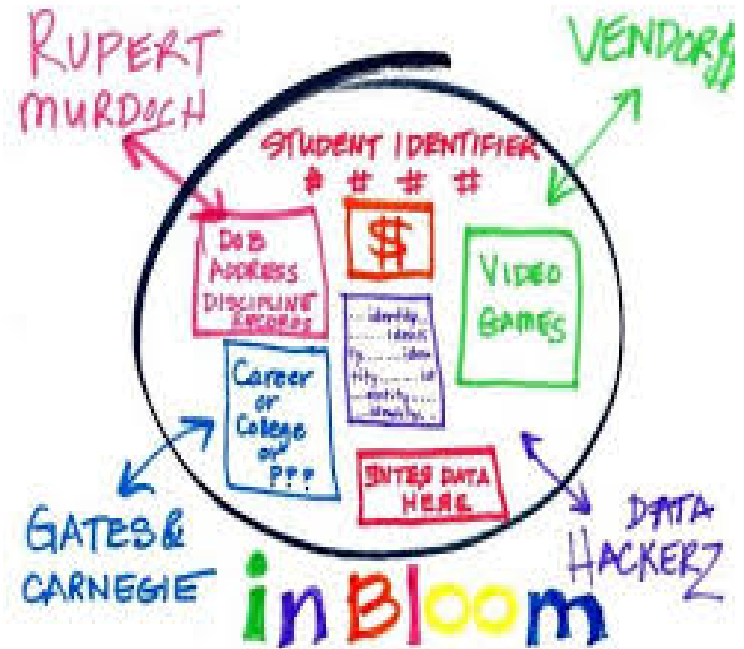 RUPERT
MURDOCH
VENDOR$$
STUDENT IDENTIFIER
# # # #
DOB
ADDRESS
DISCIPLINE
RECORDS
$
VIDEO
GAMES
...identity...
Career
or
College
or
P??
ENTER DATA
HERE
GATES &
CARNEGIE
DATA
HACKERZ
inBloom